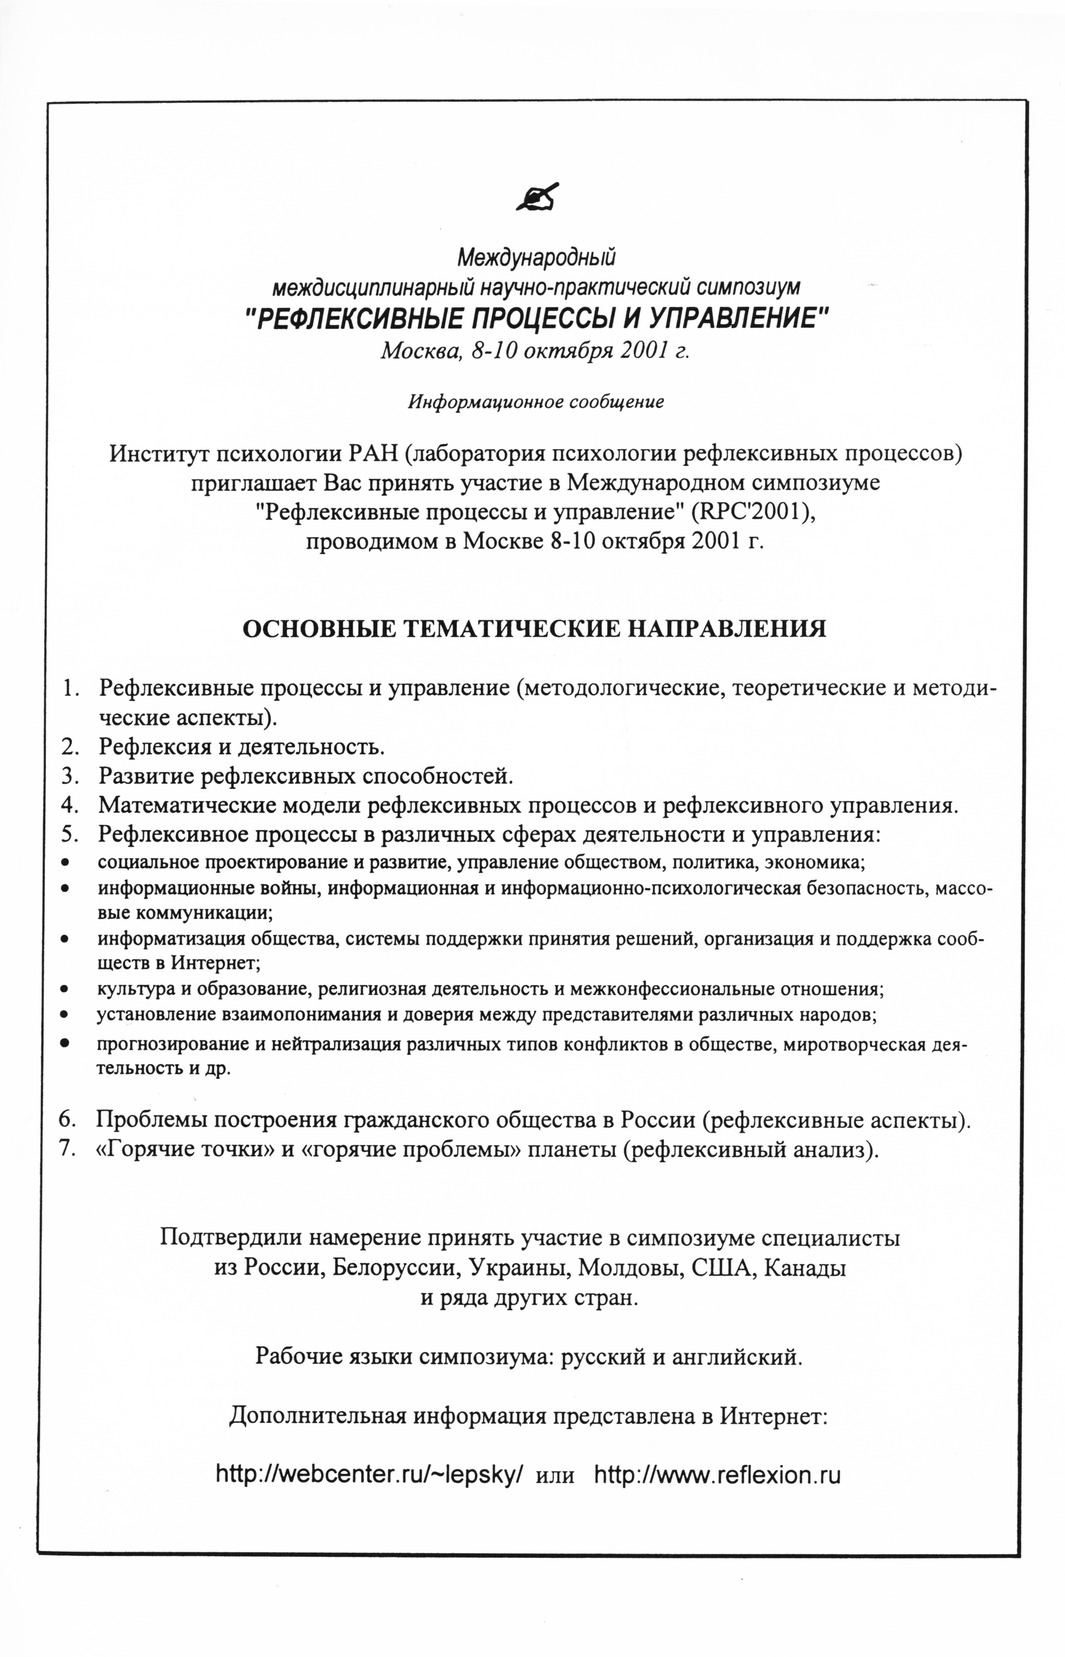 Международный
междисциплинарный научно-практический симпозиум
"РЕФЛЕКСИВНЫЕ ПРОЦЕССЫ И УПРАВЛЕНИЕ"
Москва, 8-10 октября 2001 г.
Информационное сообщение
Институт психологии РАН (лаборатория психологии рефлексивных процессов)
приглашает Вас принять участие в Международном симпозиуме
"Рефлексивные процессы и управление" (RPC'2001),
проводимом в Москве 8-10 октября 2001 г.
ОСНОВНЫЕ ТЕМАТИЧЕСКИЕ НАПРАВЛЕНИЯ
1. Рефлексивные процессы и управление (методологические, теоретические и методи-
ческие аспекты).
2. Рефлексия и деятельность.
3. Развитие рефлексивных способностей.
4. Математические модели рефлексивных процессов и рефлексивного управления.
5. Рефлексивное процессы в различных сферах деятельности и управления:
• социальное проектирование и развитие, управление обществом, политика, экономика;
• информационные войны, информационная и информационно-психологическая безопасность, массо-
вые коммуникации;
• информатизация общества, системы поддержки принятия решений, организация и поддержка сооб-
ществ в Интернет;
• культура и образование, религиозная деятельность и межконфессиональные отношения;
• установление взаимопонимания и доверия между представителями различных народов;
• прогнозирование и нейтрализация различных типов конфликтов в обществе, миротворческая дея-
тельность и др.
6. Проблемы построения гражданского общества в России (рефлексивные аспекты).
7. «Горячие точки» и «горячие проблемы» планеты (рефлексивный анализ).
Подтвердили намерение принять участие в симпозиуме специалисты
из России, Белоруссии, Украины, Молдовы, США, Канады
и ряда других стран.
Рабочие языки симпозиума: русский и английский.
Дополнительная информация представлена в Интернет:
http://webcenter.ru/~lepsky/ или http://www.reflexion.ru